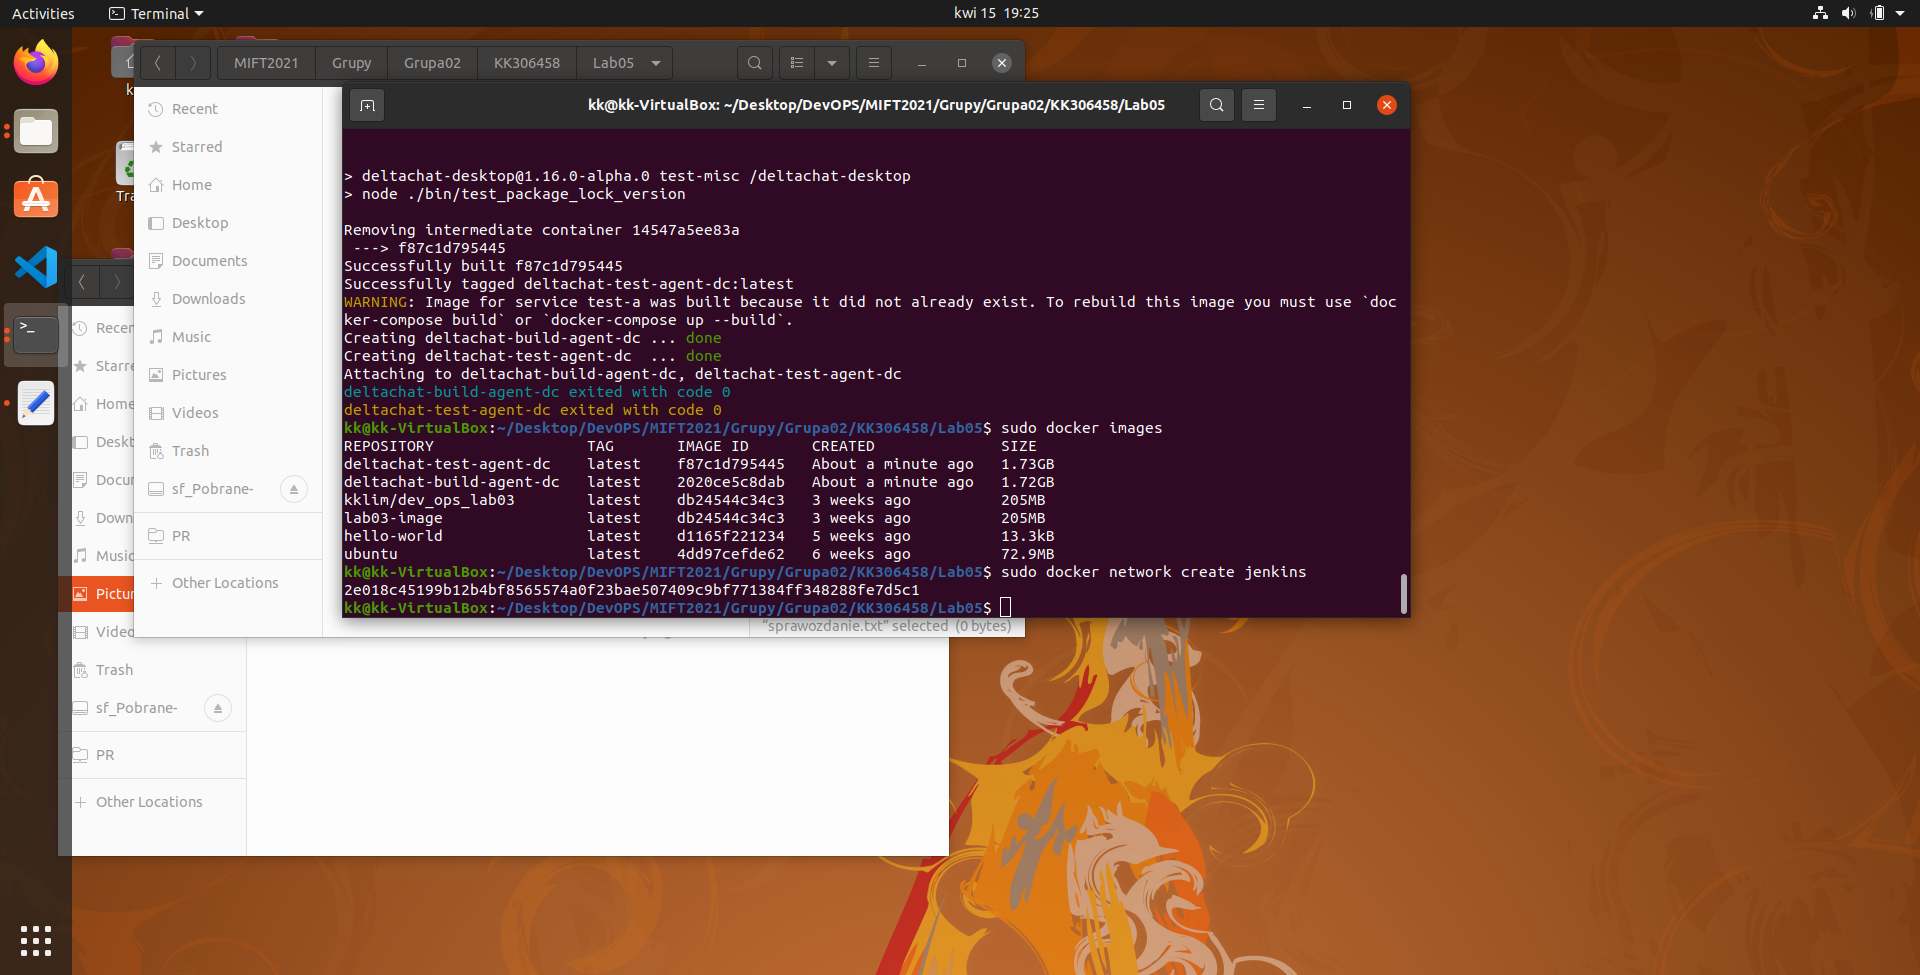 Activities
Terminal
kwi 15 19:25
MIFT2021
Grupy
Grupa02
KK306458
Lab05
Recent
Starred
Home
Desktop
Documents
Downloads
Music
Pictures
Videos
Trash
sf_Pobrane-
PR
Other Locations
"sprawozdanie.txt" selected (0 bytes)
kk@kk-VirtualBox: ~/Desktop/DevOPS/MIFT2021/Grupy/Grupa02/KK306458/Lab05
> deltachat-desktop@1.16.0-alpha.0 test-misc /deltachat-desktop
> node ./bin/test_package_lock_version
Removing intermediate container 14547a5ee83a
---> f87c1d795445
Successfully built f87c1d795445
Successfully tagged deltachat-test-agent-dc:latest
WARNING: Image for service test-a was built because it did not already exist. To rebuild this image you must use `doc
ker-compose build` or `docker-compose up --build`.
Creating deltachat-build-agent-dc ... done
Creating deltachat-test-agent-dc  ... done
Attaching to deltachat-build-agent-dc, deltachat-test-agent-dc
deltachat-build-agent-dc exited with code 0
deltachat-test-agent-dc exited with code 0
kk@kk-VirtualBox:~/Desktop/DevOPS/MIFT2021/Grupy/Grupa02/KK306458/Lab05$ sudo docker images
REPOSITORY TAG IMAGE ID CREATED SIZE
deltachat-test-agent-dc latest f87c1d795445 About a minute ago 1.73GB
deltachat-build-agent-dc latest 2020ce5c8dab About a minute ago 1.72GB
kklim/dev_ops_lab03 latest db24544c34c3 3 weeks ago 205MB
lab03-image latest db24544c34c3 3 weeks ago 205MB
hello-world latest d1165f221234 5 weeks ago 13.3kB
ubuntu latest 4dd97cefde62 6 weeks ago 72.9MB
kk@kk-VirtualBox:~/Desktop/DevOPS/MIFT2021/Grupy/Grupa02/KK306458/Lab05$ sudo docker network create jenkins
2e018c45199b12b4bf8565574a0f23bae507409c9bf771384ff348288fe7d5c1
kk@kk-VirtualBox:~/Desktop/DevOPS/MIFT2021/Grupy/Grupa02/KK306458/Lab05$
k
Tra
Recen
Starre
Home
Deskt
Docur
Down
Music
Pictur
Video
Trash
sf_Pobrane-
PR
Other Locations